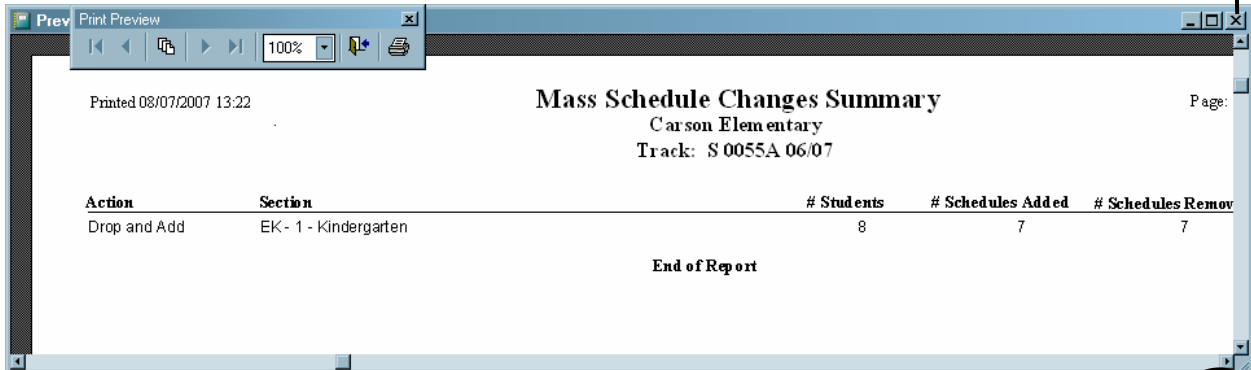 Prev
Print Preview
100%
Printed 08/07/2007 13:22
Mass Schedule Changes Summary
Page:
Carson Elementary
Track: S 0055A 06/07
Action Section # Students # Schedules Added # Schedules Remov
Drop and Add EK - 1 - Kindergarten 8 7 7
End of Report